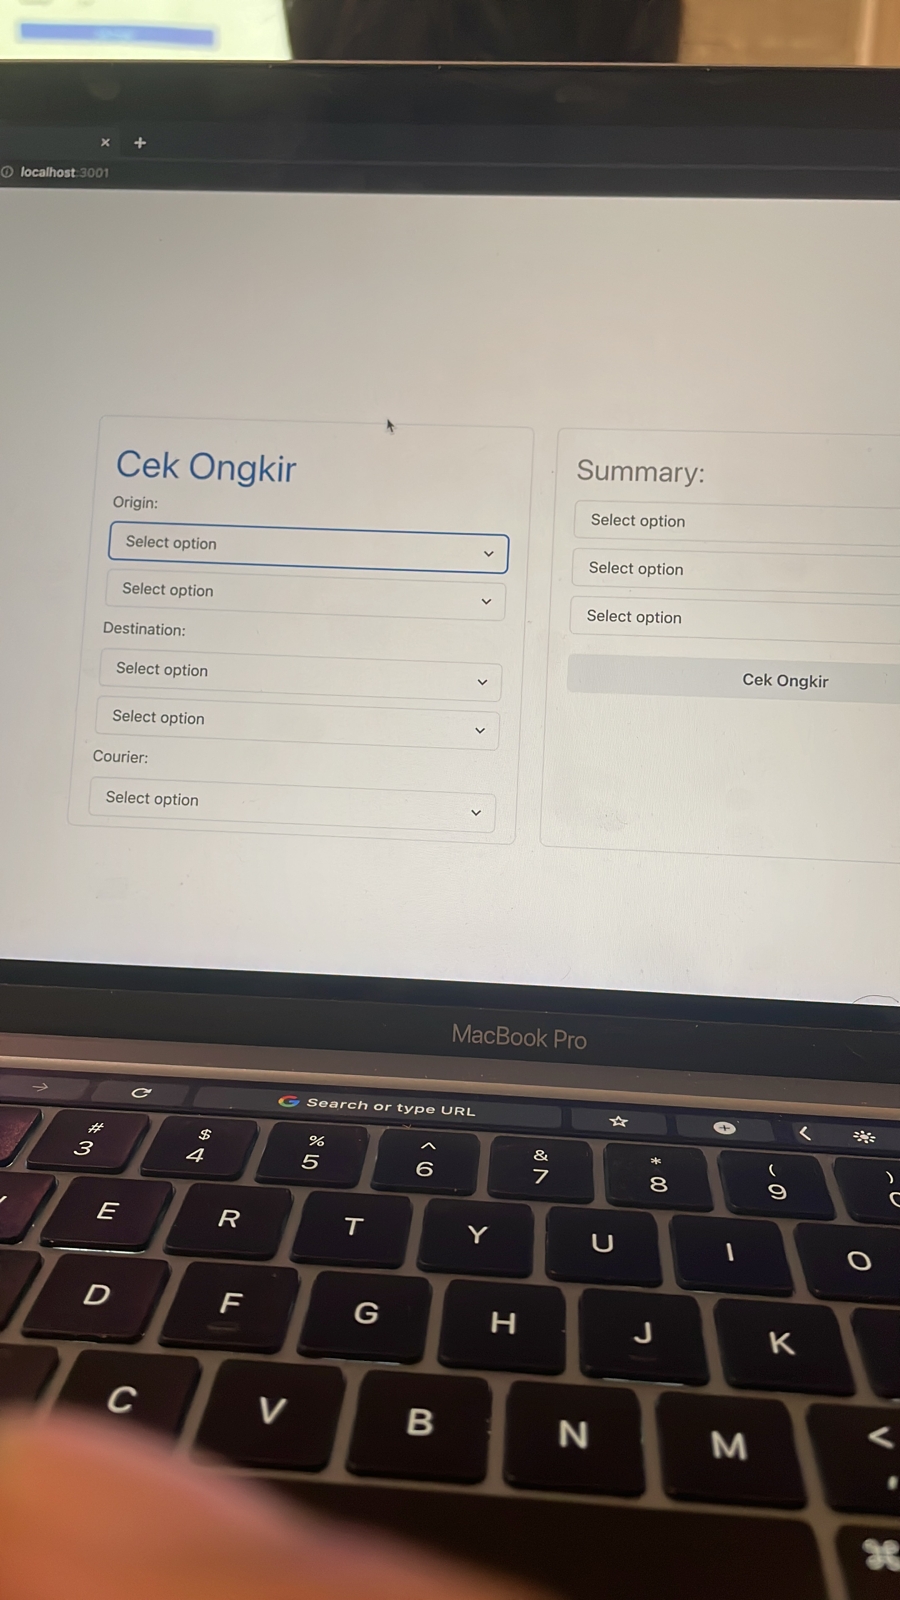 localhost:3001
Cek Ongkir
Origin:
Select option
Select option
Destination:
Select option
Select option
Courier:
Select option
Summary:
Select option
Select option
Select option
Cek Ongkir
MacBook Pro
Search or type URL
# $ % ^ & * ( )
3 4 5 6 7 8 9
E R T Y U I O
D F G H J K
C V B N M <
,
⌘